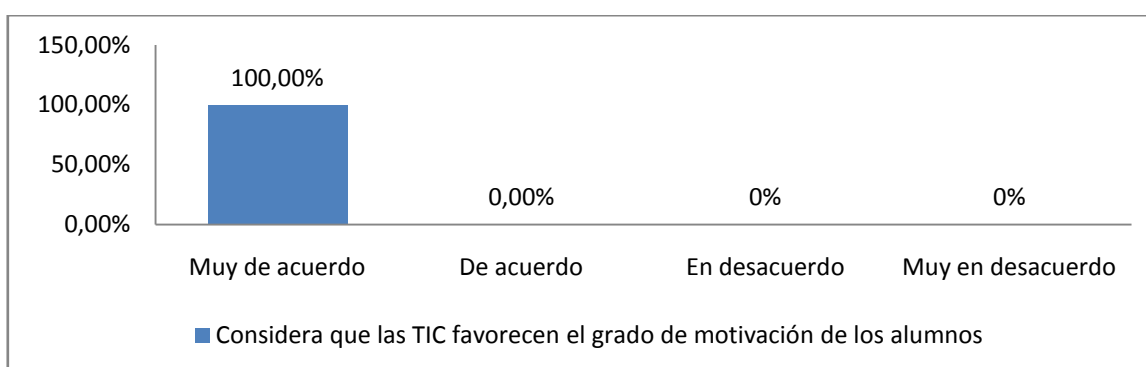 150,00%
100,00%
50,00%
0,00%
100,00%
0,00%
0%
0%
Muy de acuerdo
De acuerdo
En desacuerdo
Muy en desacuerdo
Considera que las TIC favorecen el grado de motivación de los alumnos